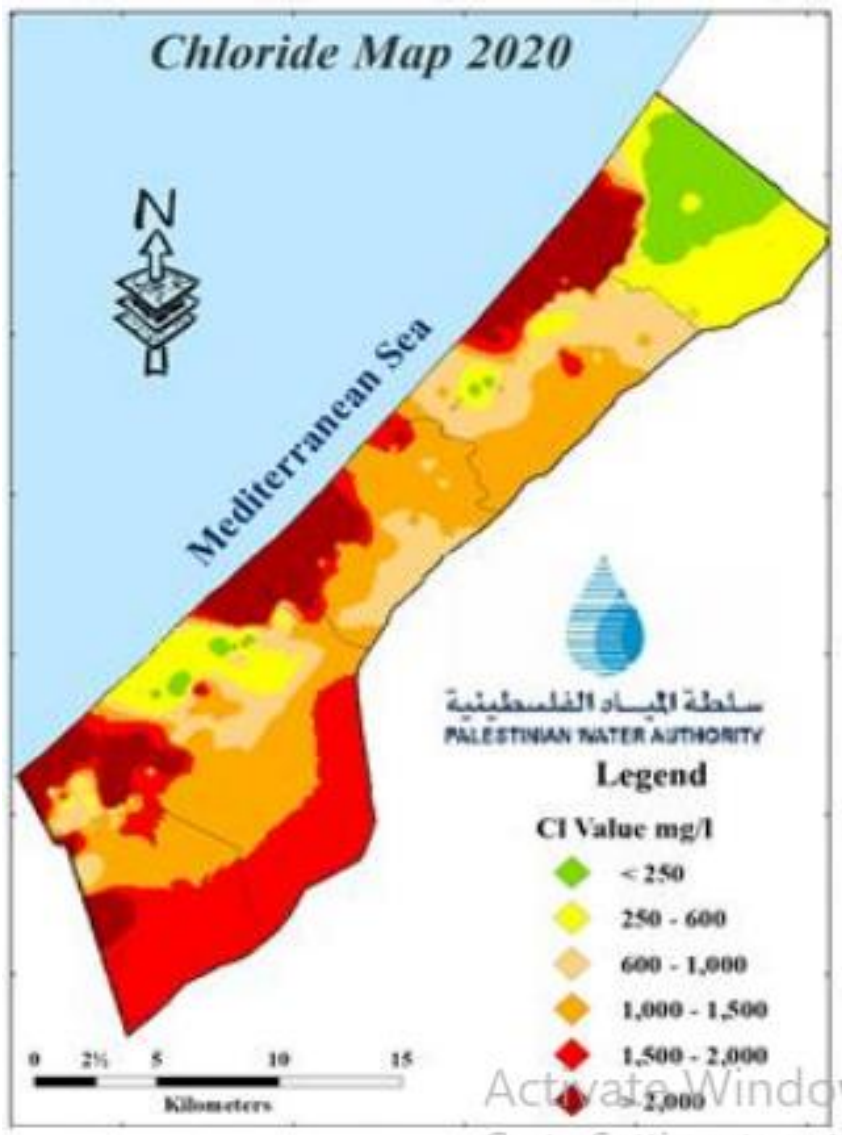 Chloride Map 2020
N
Mediterranean Sea
سلطة المياه الفلسطينية
PALESTINIAN WATER AUTHORITY
Legend
Cl Value mg/l
< 250
250 - 600
600 - 1,000
1,000 - 1,500
1,500 - 2,000
> 2,000
0 2½ 5 10 15
Kilometers
Activate Windo